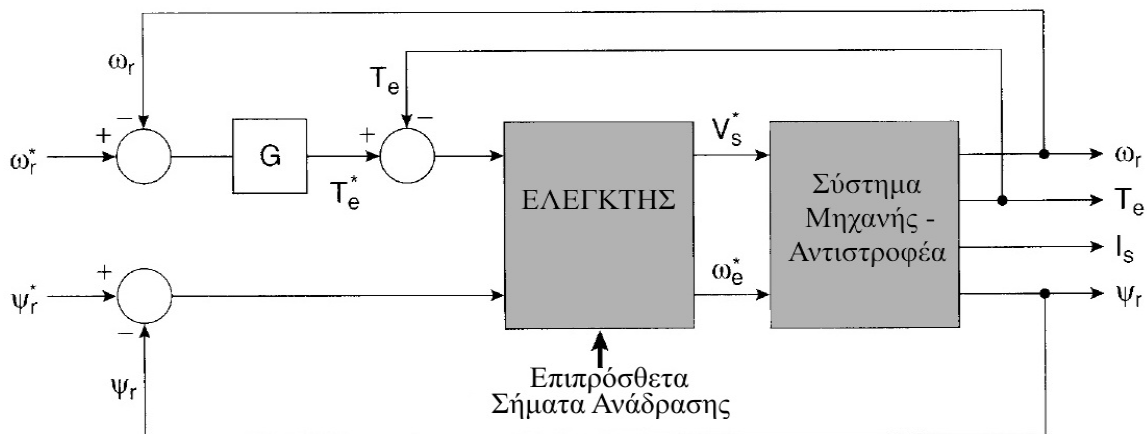 ωr
Te
−
−
+
+
Vs*
ωr*
G
Te*
ΕΛΕΓΚΤΗΣ
Σύστημα
Μηχανής -
Αντιστροφέα
ωr
Te
Is
ψr
+
ψr*
−
ωe*
ψr
Επιπρόσθετα
Σήματα Ανάδρασης